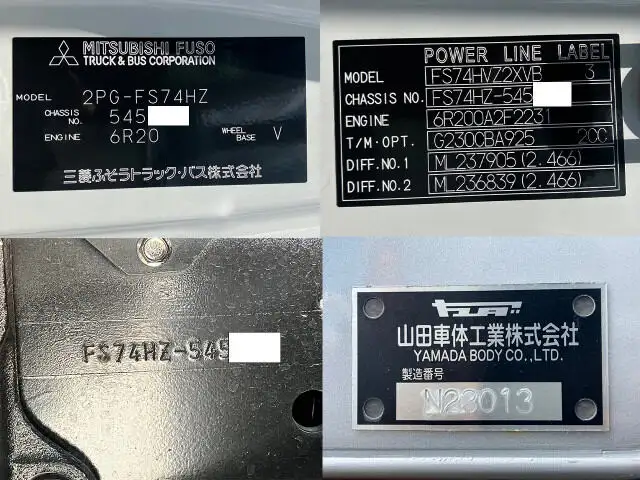 MITSUBISHI FUSO
TRUCK & BUS CORPORATION
MODEL 2PG-FS74HZ
CHASSIS NO. 545
ENGINE 6R20 WHEEL BASE V
三菱ふそうトラック・バス株式会社
POWER LINE LABEL
MODEL FS74HVZ2XVB 3
CHASSIS NO. FS74HZ-545
ENGINE 6R200A2F2231
T/M・OPT. G230CBA925 20C
DIFF.NO.1 M 237905(2.466)
DIFF.NO.2 M 236839(2.466)
FS74HZ-545
山田車体工業株式会社
YAMADA BODY CO., LTD.
製造番号
N23013